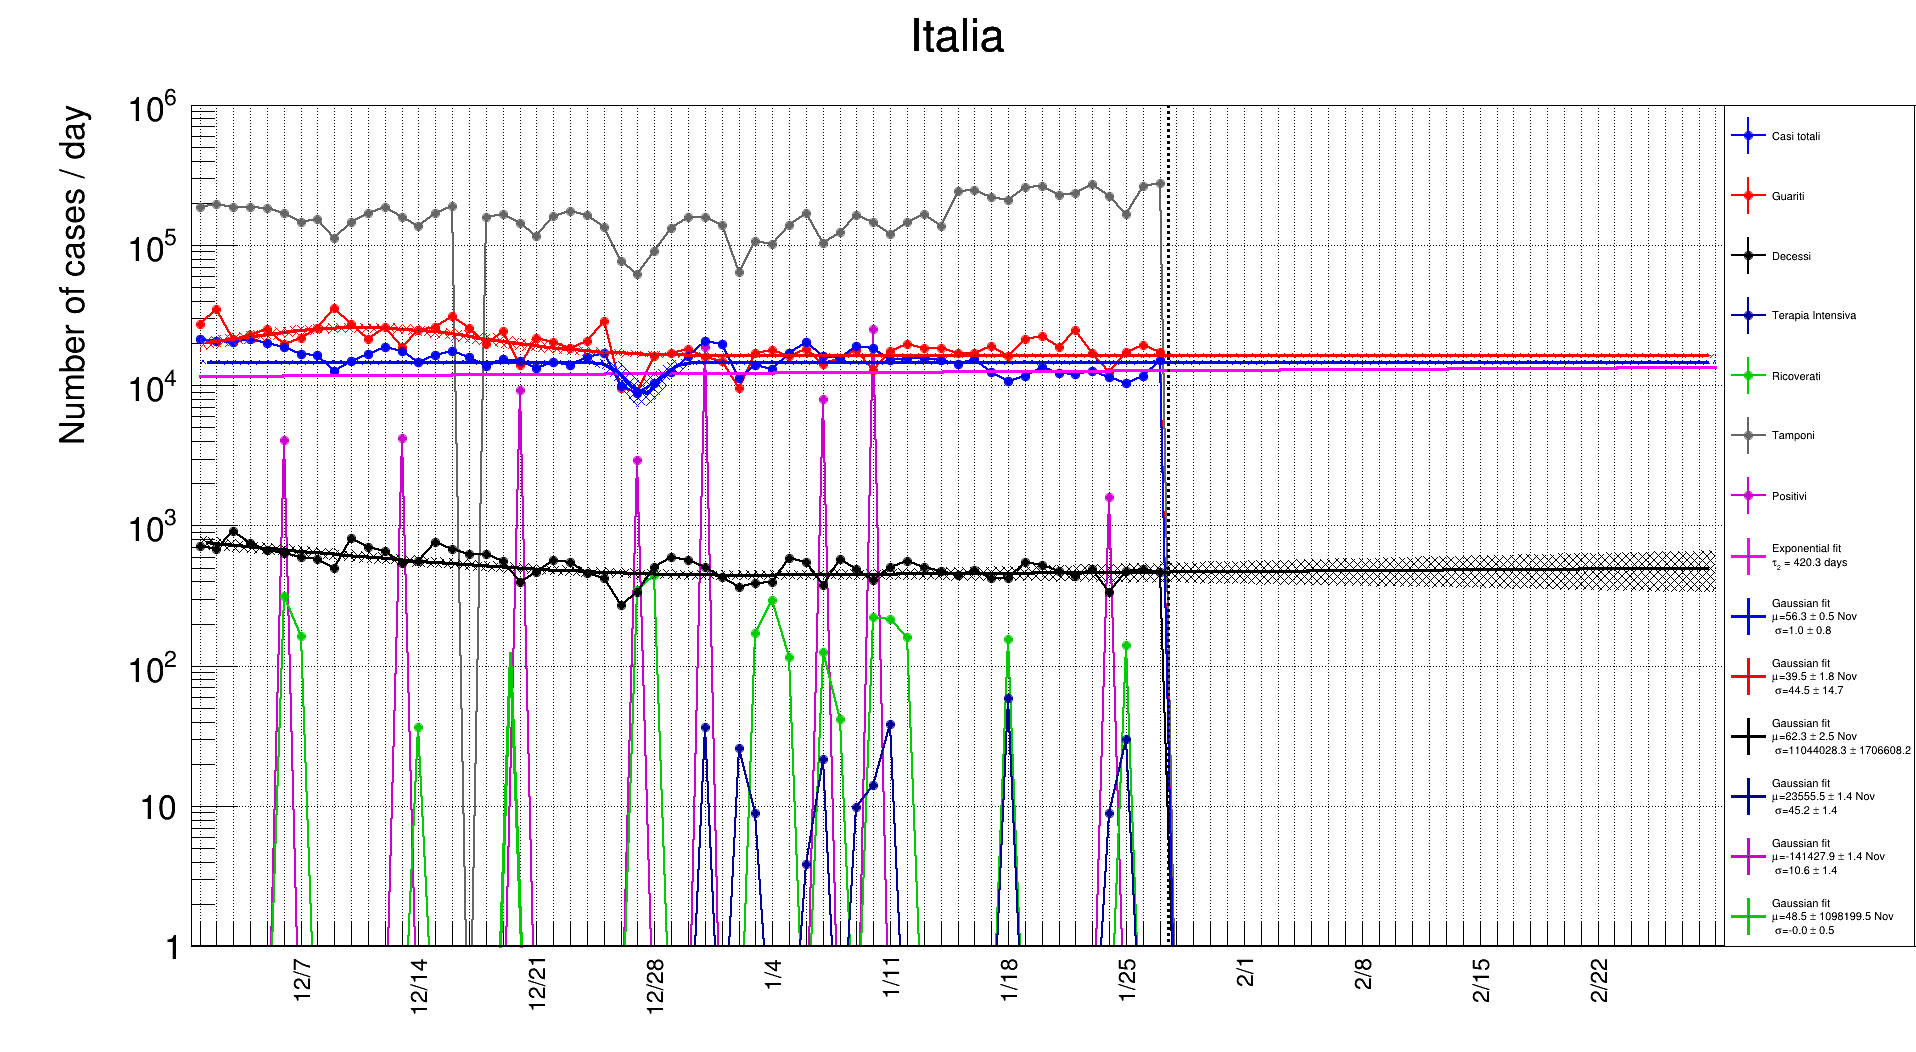 Italia
Number of cases / day
10^6
10^5
10^4
10^3
10^2
10
1
12/7
12/14
12/21
12/28
1/4
1/11
1/18
1/25
2/1
2/8
2/15
2/22
Casi totali
Guariti
Decessi
Terapia Intensiva
Ricoverati
Tamponi
Positivi
Exponential fit
τ₂ = 420.3 days
Gaussian fit
μ=56.3 ± 0.5 Nov
σ=1.0 ± 0.8
Gaussian fit
μ=39.5 ± 1.8 Nov
σ=44.5 ± 14.7
Gaussian fit
μ=62.3 ± 2.5 Nov
σ=11044028.3 ± 1706608.2
Gaussian fit
μ=23555.5 ± 1.4 Nov
σ=45.2 ± 1.4
Gaussian fit
μ=-141427.9 ± 1.4 Nov
σ=10.6 ± 1.4
Gaussian fit
μ=48.5 ± 1098199.5 Nov
σ=-0.0 ± 0.5